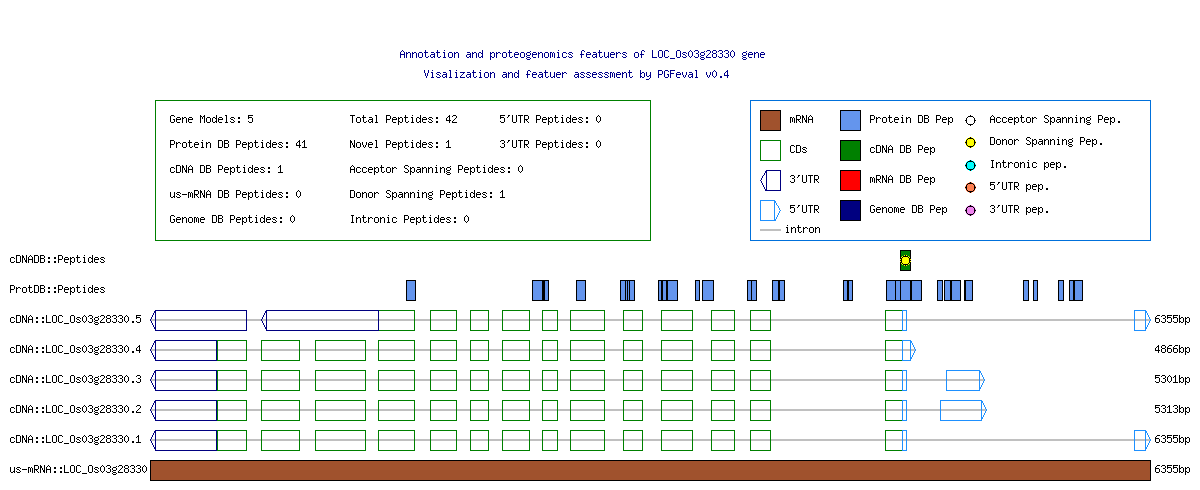 Annotation and proteogenomics featuers of LOC_Os03g28330 gene
Visalization and featuer assessment by PGFeval v0.4
Gene Models: 5 Total Peptides: 42 5'UTR Peptides: 0
Protein DB Peptides: 41 Novel Peptides: 1 3'UTR Peptides: 0
cDNA DB Peptides: 1 Acceptor Spanning Peptides: 0
us-mRNA DB Peptides: 0 Donor Spanning Peptides: 1
Genome DB Peptides: 0 Intronic Peptides: 0
mRNA Protein DB Pep Acceptor Spanning Pep.
CDs cDNA DB Pep Donor Spanning Pep.
3'UTR mRNA DB Pep Intronic pep.
5'UTR Genome DB Pep 5'UTR pep.
intron 3'UTR pep.
cDNADB::Peptides
ProtDB::Peptides
cDNA::LOC_Os03g28330.5 6355bp
cDNA::LOC_Os03g28330.4 4866bp
cDNA::LOC_Os03g28330.3 5301bp
cDNA::LOC_Os03g28330.2 5313bp
cDNA::LOC_Os03g28330.1 6355bp
us-mRNA::LOC_Os03g28330 6355bp